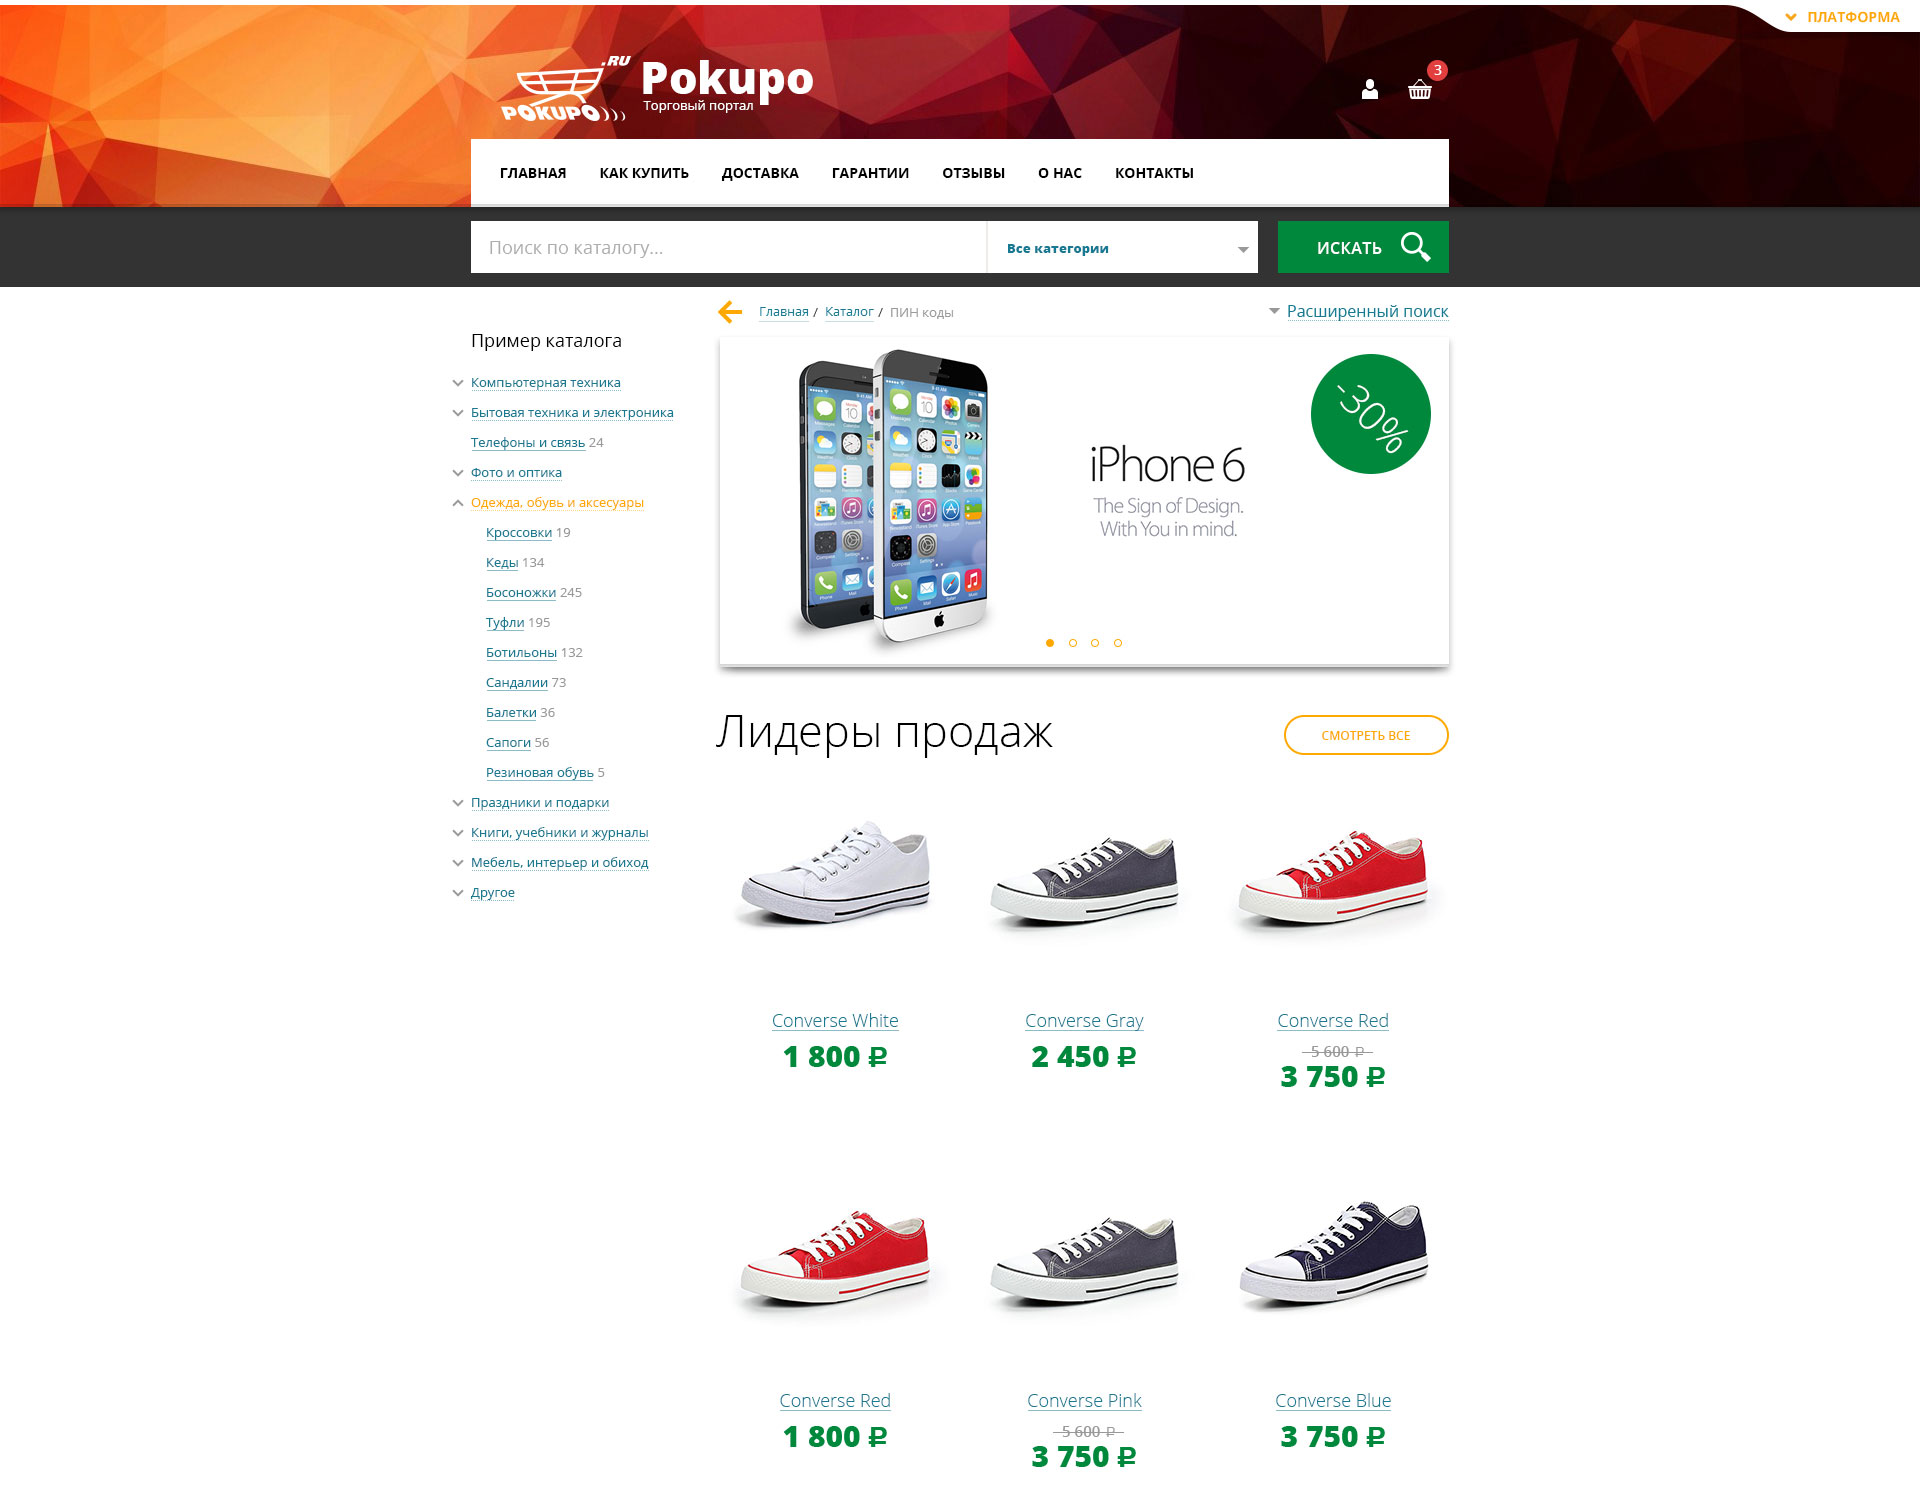 ПЛАТФОРМА
.RU
POKUPO
Pokupo
Торговый портал
3
ГЛАВНАЯ КАК КУПИТЬ ДОСТАВКА ГАРАНТИИ ОТЗЫВЫ О НАС КОНТАКТЫ
Поиск по каталогу... Все категории ИСКАТЬ
Главная / Каталог / ПИН коды Расширенный поиск
Пример каталога
Компьютерная техника
Бытовая техника и электроника
Телефоны и связь 24
Фото и оптика
Одежда, обувь и аксесуары
Кроссовки 19
Кеды 134
Босоножки 245
Туфли 195
Ботильоны 132
Сандалии 73
Балетки 36
Сапоги 56
Резиновая обувь 5
Праздники и подарки
Книги, учебники и журналы
Мебель, интерьер и обиход
Другое
-30%
iPhone 6
The Sign of Design.
With You in mind.
Лидеры продаж СМОТРЕТЬ ВСЕ
Converse White
1 800 ₽
Converse Gray
2 450 ₽
Converse Red
5 600 ₽
3 750 ₽
Converse Red
1 800 ₽
Converse Pink
5 600 ₽
3 750 ₽
Converse Blue
3 750 ₽